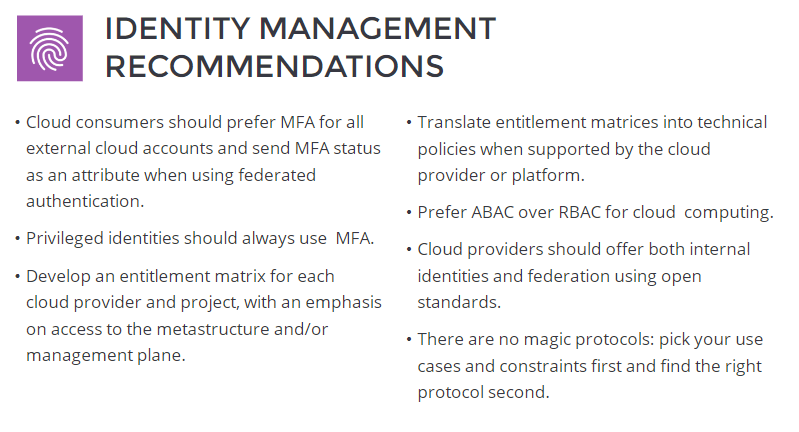 IDENTITY MANAGEMENT
RECOMMENDATIONS
• Cloud consumers should prefer MFA for all
external cloud accounts and send MFA status
as an attribute when using federated
authentication.
• Privileged identities should always use  MFA.
• Develop an entitlement matrix for each
cloud provider and project, with an emphasis
on access to the metastructure and/or
management plane.
• Translate entitlement matrices into technical
policies when supported by the cloud
provider or platform.
• Prefer ABAC over RBAC for cloud  computing.
• Cloud providers should offer both internal
identities and federation using open
standards.
• There are no magic protocols: pick your use
cases and constraints first and find the right
protocol second.